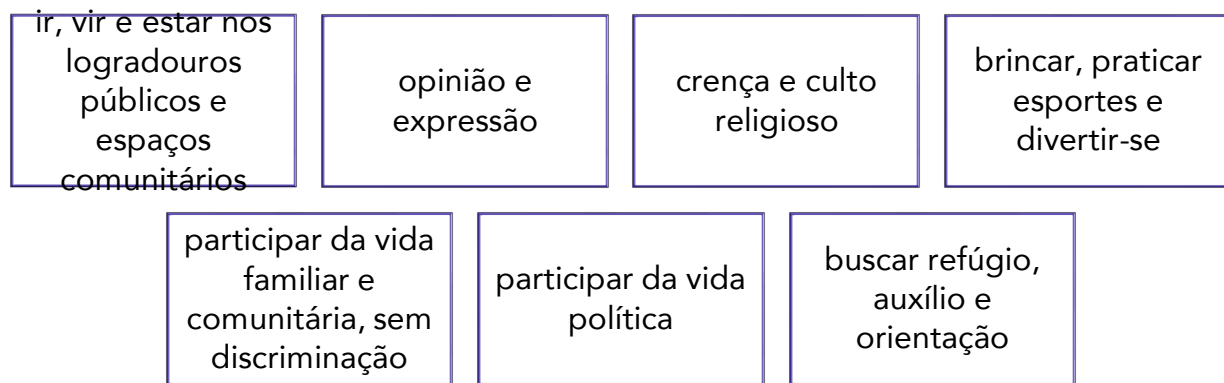 ir, vir e estar nos
logradouros
públicos e
espaços
comunitários
opinião e
expressão
crença e culto
religioso
brincar, praticar
esportes e
divertir-se
participar da vida
familiar e
comunitária, sem
discriminação
participar da vida
política
buscar refúgio,
auxílio e
orientação